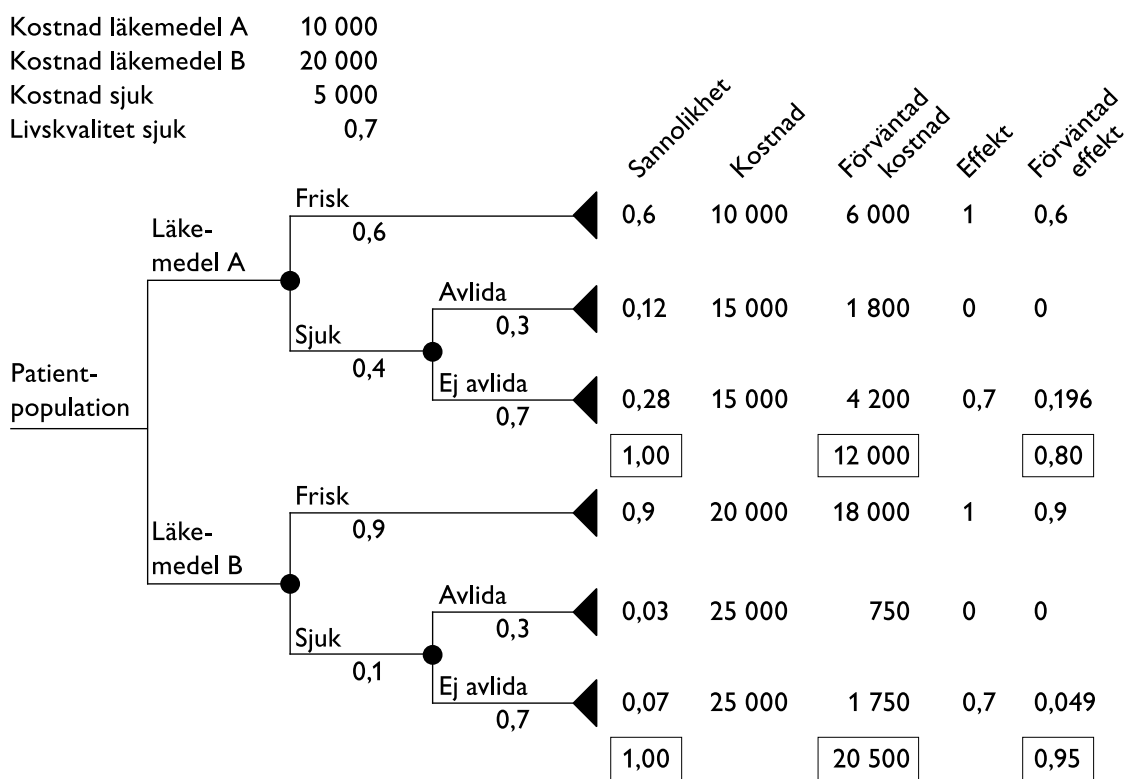 Kostnad läkemedel A 10 000
Kostnad läkemedel B 20 000
Kostnad sjuk 5 000
Livskvalitet sjuk 0,7
Sannolikhet
Kostnad
Förväntad
kostnad
Effekt
Förväntad
effekt
Frisk
0,6
0,6 10 000 6 000 1 0,6
Läke-
medel A
Avlida
0,3
0,12 15 000 1 800 0 0
Sjuk
0,4
Ej avlida
0,7
0,28 15 000 4 200 0,7 0,196
1,00 12 000 0,80
Patient-
population
Frisk
0,9
0,9 20 000 18 000 1 0,9
Läke-
medel B
Avlida
0,3
0,03 25 000 750 0 0
Sjuk
0,1
Ej avlida
0,7
0,07 25 000 1 750 0,7 0,049
1,00 20 500 0,95